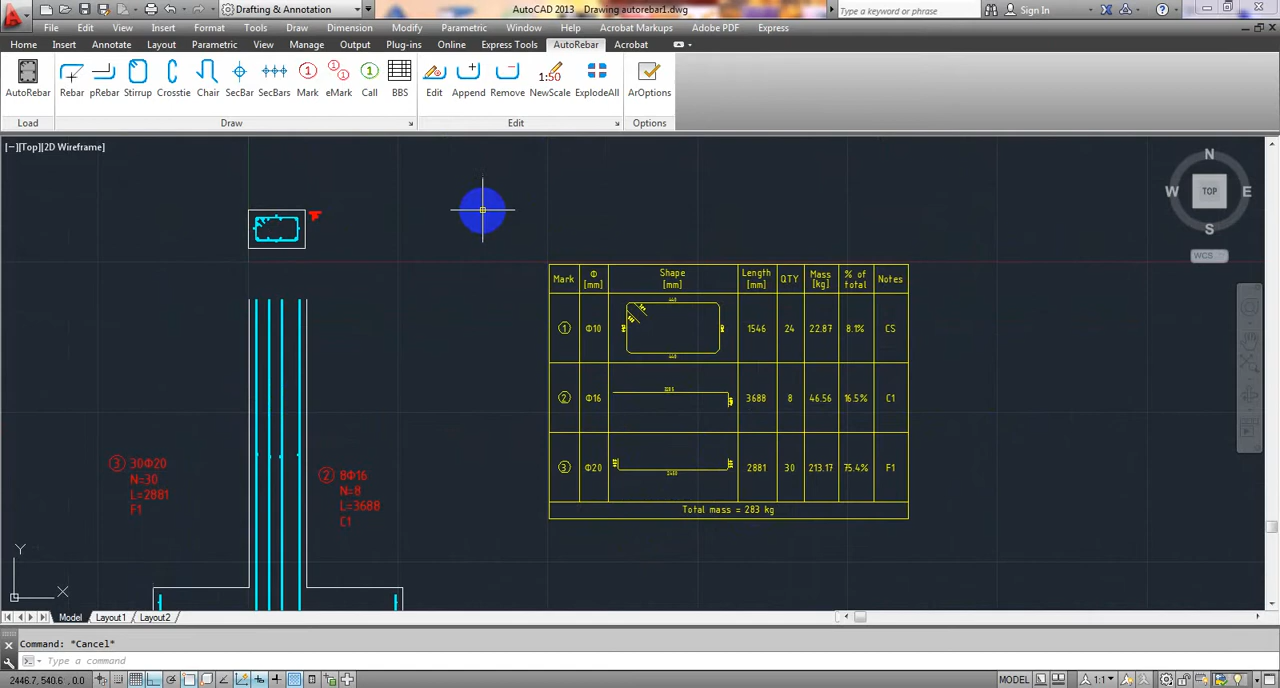 Drafting & Annotation
AutoCAD 2013 Drawing autorebar1.dwg
Type a keyword or phrase
Sign In
File Edit View Insert Format Tools Draw Dimension Modify Parametric Window Help Acrobat Markups Adobe PDF Express
Home Insert Annotate Layout Parametric View Manage Output Plug-ins Online Express Tools AutoRebar Acrobat
AutoRebar Rebar pRebar Stirrup Crosstie Chair SecBar SecBars Mark eMark Call BBS Edit Append Remove NewScale ExplodeAll ArOptions
Load Draw Edit Options
[−][Top][2D Wireframe]
N
W TOP E
S
WCS
Mark Φ [mm] Shape [mm] Length [mm] QTY Mass [kg] % of total Notes
1 Φ10 1546 24 22.87 8.1% CS
2 Φ16 3688 8 46.56 16.5% C1
3 Φ20 2881 30 213.17 75.4% F1
Total mass = 283 kg
3 30Φ20
N=30
L=2881
F1
2 8Φ16
N=8
L=3688
C1
Y
X
Model Layout1 Layout2
Command: *Cancel*
Type a command
2446.7, 540.6 , 0.0
MODEL
1:1